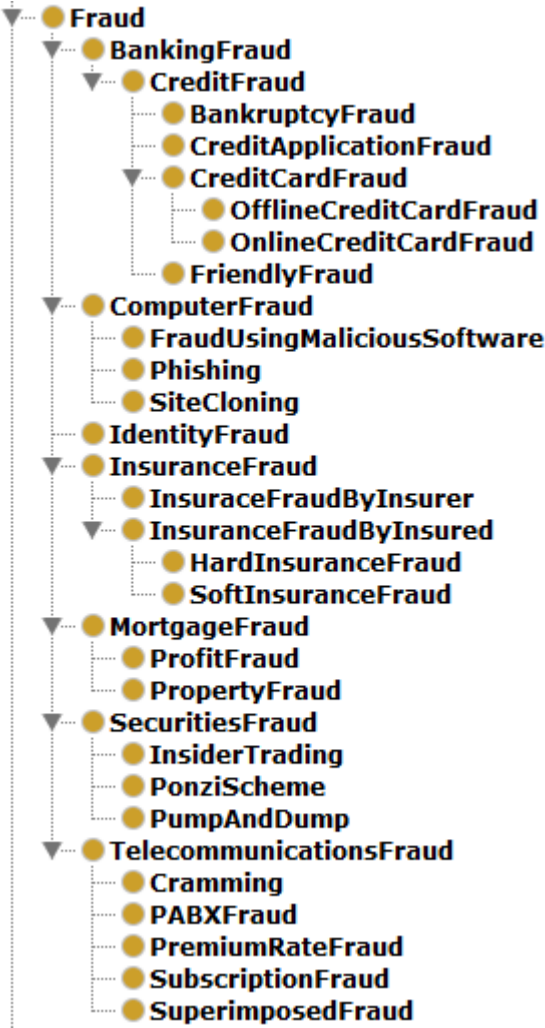 Fraud
BankingFraud
CreditFraud
BankruptcyFraud
CreditApplicationFraud
CreditCardFraud
OfflineCreditCardFraud
OnlineCreditCardFraud
FriendlyFraud
ComputerFraud
FraudUsingMaliciousSoftware
Phishing
SiteCloning
IdentityFraud
InsuranceFraud
InsuraceFraudByInsurer
InsuranceFraudByInsured
HardInsuranceFraud
SoftInsuranceFraud
MortgageFraud
ProfitFraud
PropertyFraud
SecuritiesFraud
InsiderTrading
PonziScheme
PumpAndDump
TelecommunicationsFraud
Cramming
PABXFraud
PremiumRateFraud
SubscriptionFraud
SuperimposedFraud